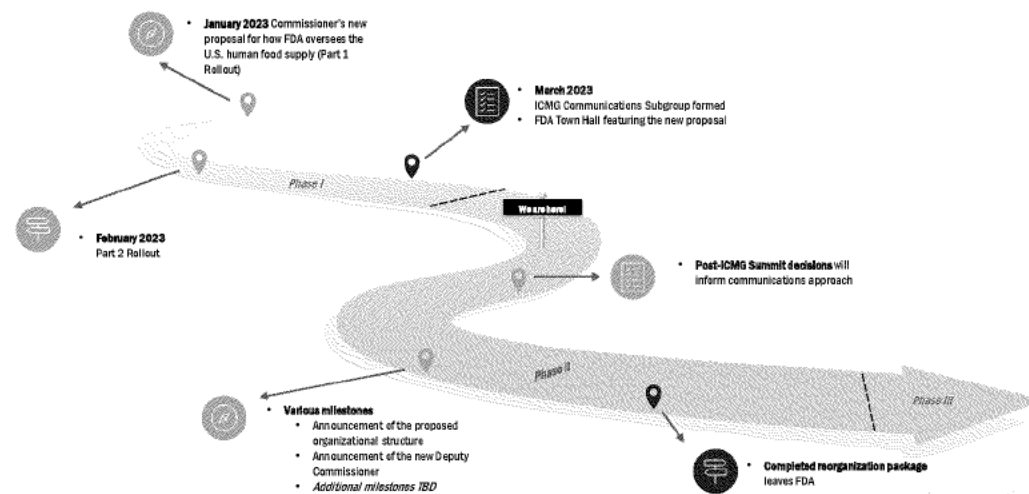 • January 2023 Commissioner's new
proposal for how FDA oversees the
U.S. human food supply (Part 1
Rollout)
• March 2023
ICMG Communications Subgroup formed
• FDA Town Hall featuring the new proposal
Phase I
We are here!
• February 2023
Part 2 Rollout
• Post-ICMG Summit decisions will
inform communications approach
Phase II
Phase III
• Various milestones
• Announcement of the proposed
organizational structure
• Announcement of the new Deputy
Commissioner
• Additional milestones TBD
• Completed reorganization package
leaves FDA